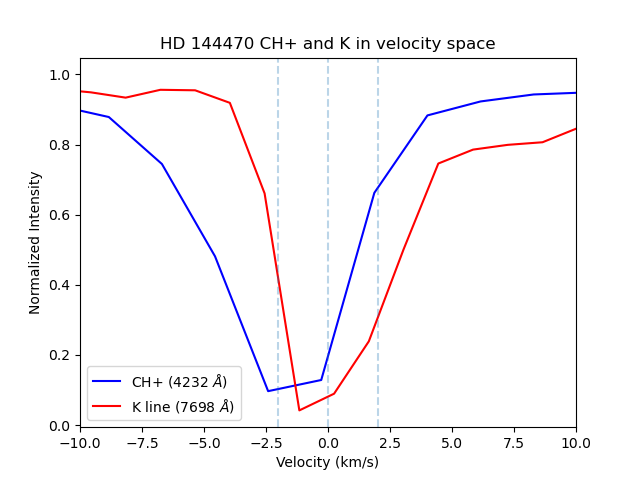 HD 144470 CH+ and K in velocity space
Normalized Intensity
1.0
0.8
0.6
0.4
0.2
0.0
CH+ (4232 Å)
K line (7698 Å)
−10.0 −7.5 −5.0 −2.5 0.0 2.5 5.0 7.5 10.0
Velocity (km/s)